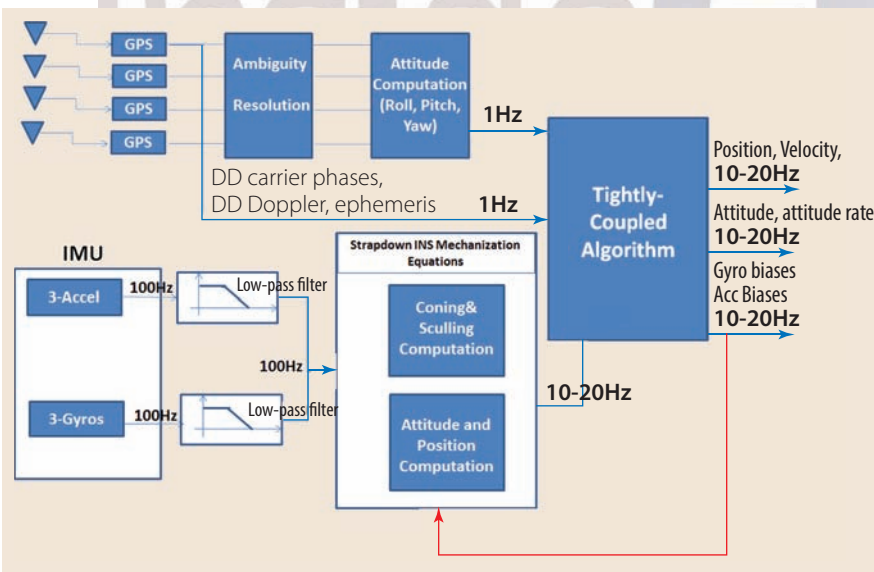 GPS
GPS
GPS
GPS
Ambiguity
Resolution
Attitude
Computation
(Roll, Pitch,
Yaw)
1Hz
DD carrier phases,
DD Doppler, ephemeris
1Hz
Tightly-
Coupled
Algorithm
Position, Velocity,
10-20Hz
Attitude, attitude rate
10-20Hz
Gyro biases
Acc Biases
10-20Hz
IMU
3-Accel
100Hz
Low-pass filter
3-Gyros
100Hz
Low-pass filter
100Hz
Strapdown INS Mechanization
Equations
Coning&
Sculling
Computation
Attitude and
Position
Computation
10-20Hz